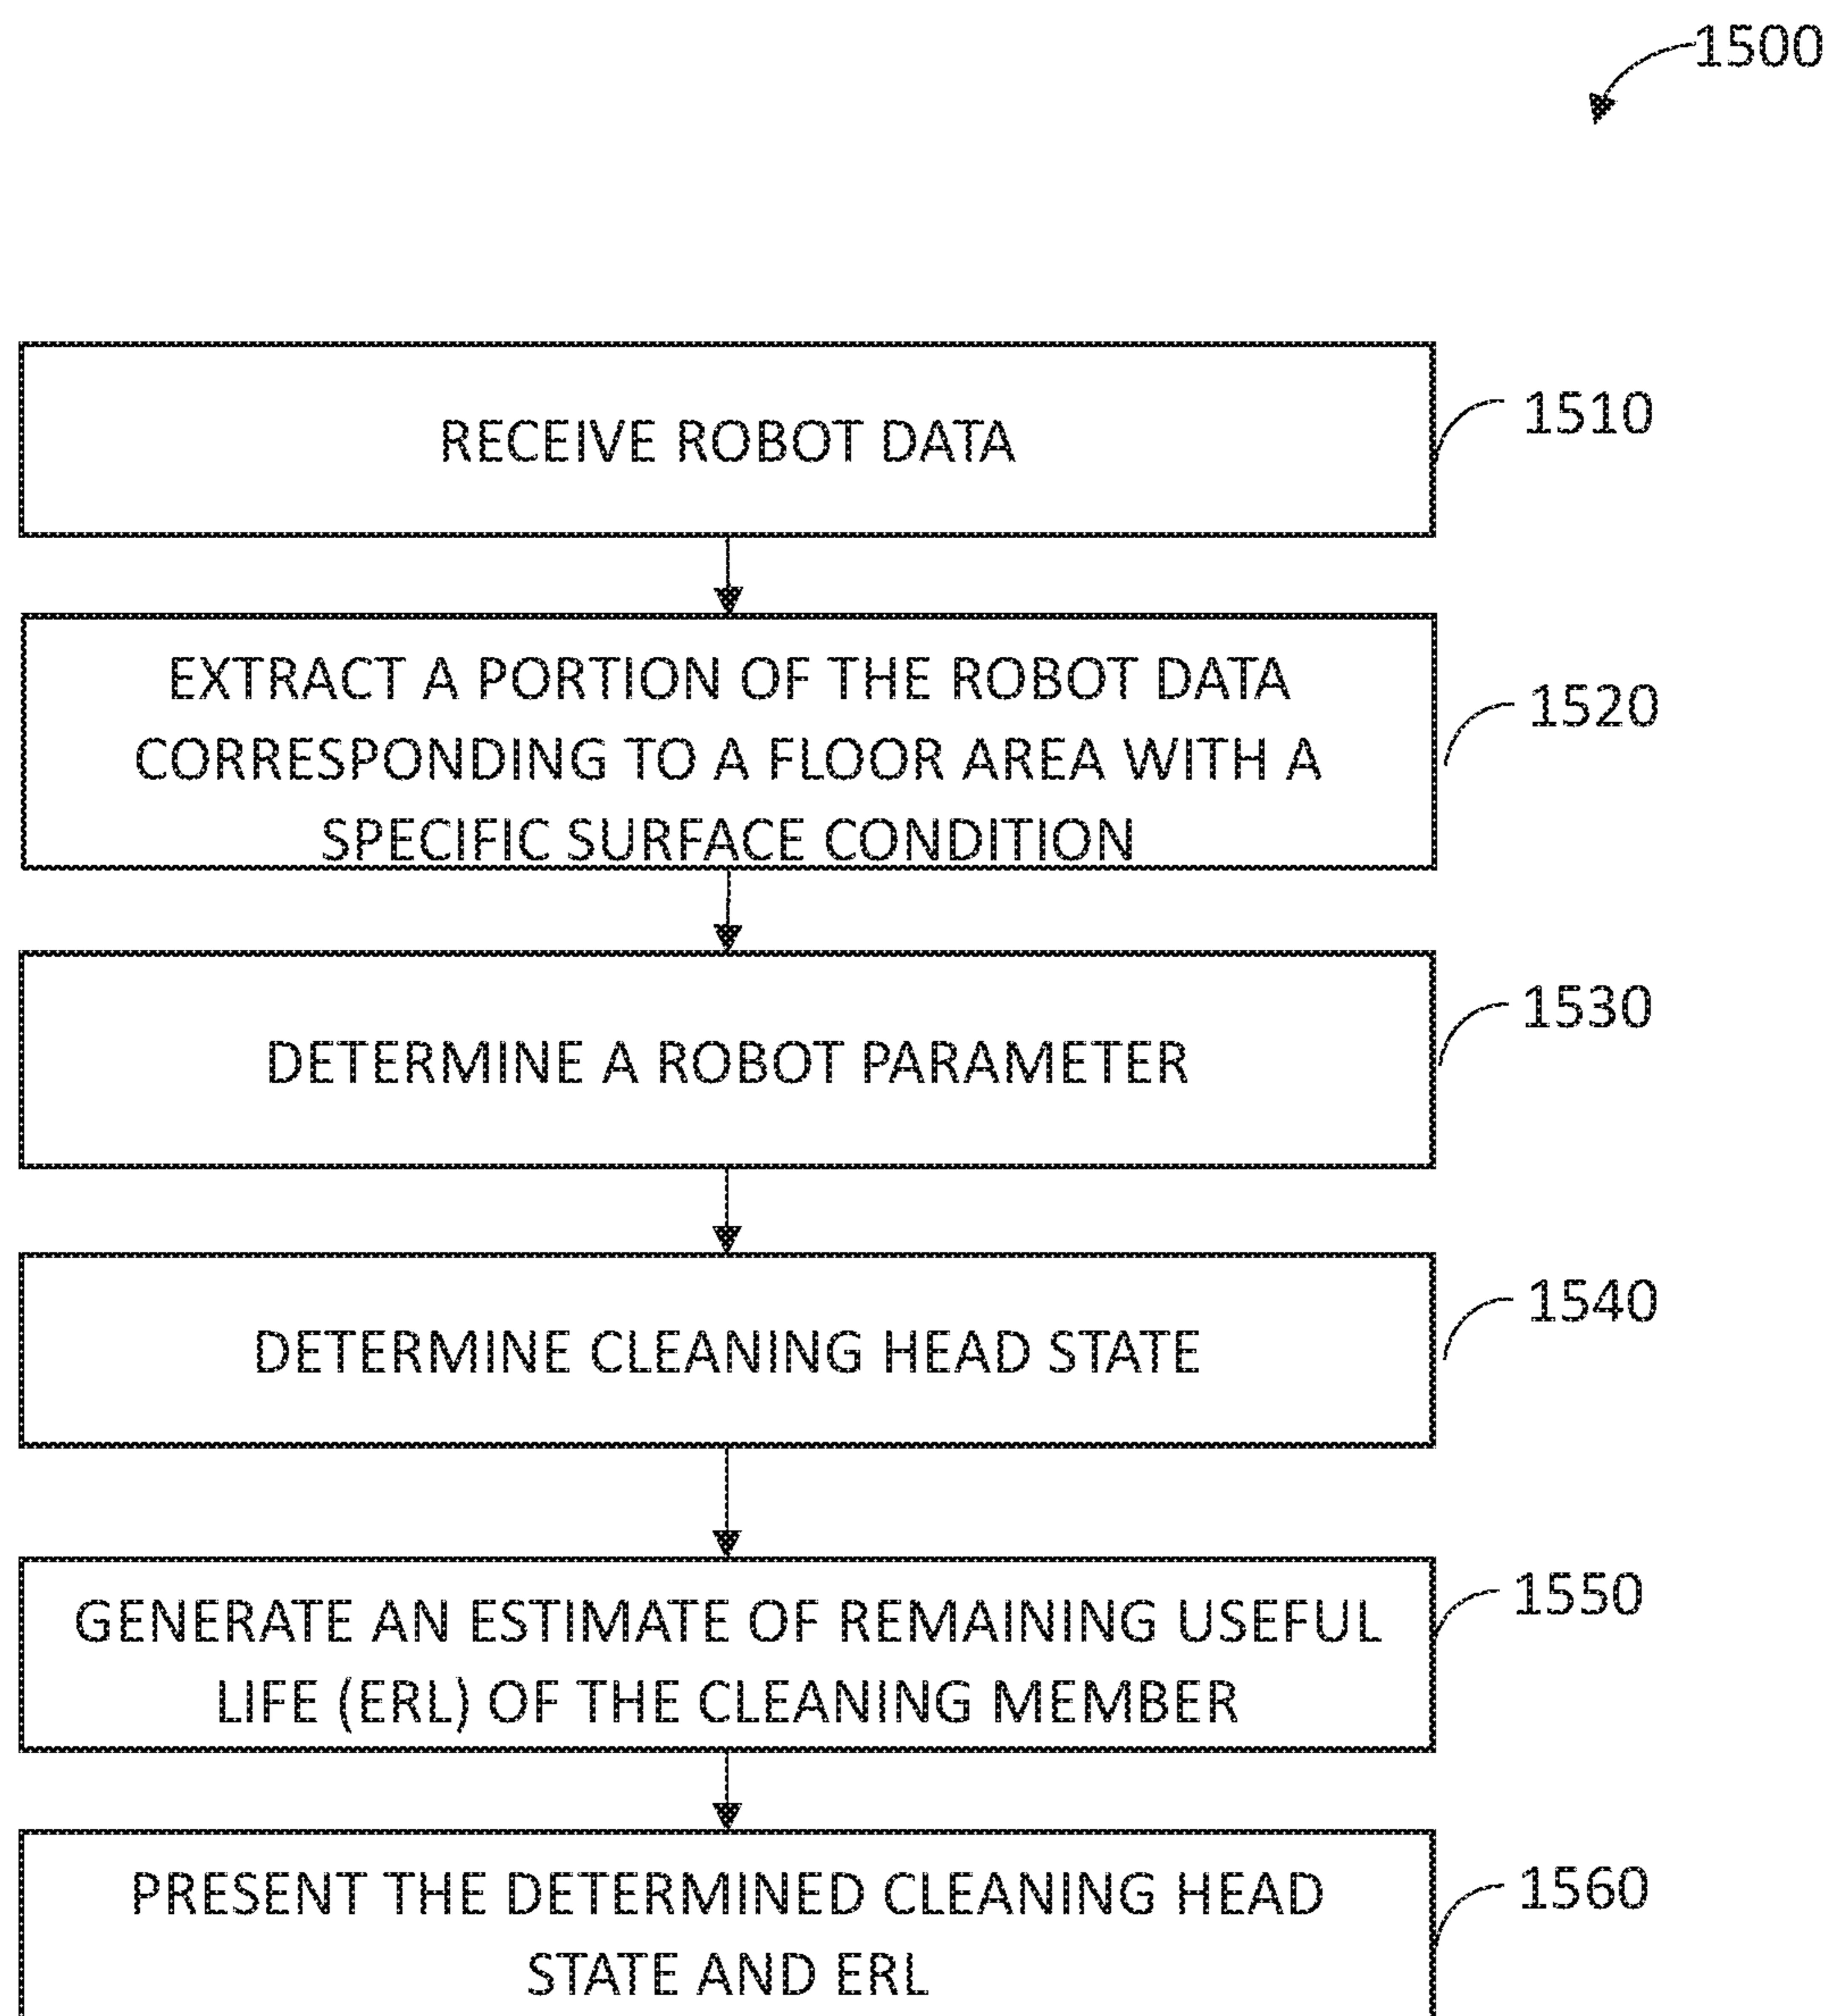 1500
RECEIVE ROBOT DATA
1510
EXTRACT A PORTION OF THE ROBOT DATA
CORRESPONDING TO A FLOOR AREA WITH A
SPECIFIC SURFACE CONDITION
1520
DETERMINE A ROBOT PARAMETER
1530
DETERMINE CLEANING HEAD STATE
1540
GENERATE AN ESTIMATE OF REMAINING USEFUL
LIFE (ERL) OF THE CLEANING MEMBER
1550
PRESENT THE DETERMINED CLEANING HEAD
STATE AND ERL
1560